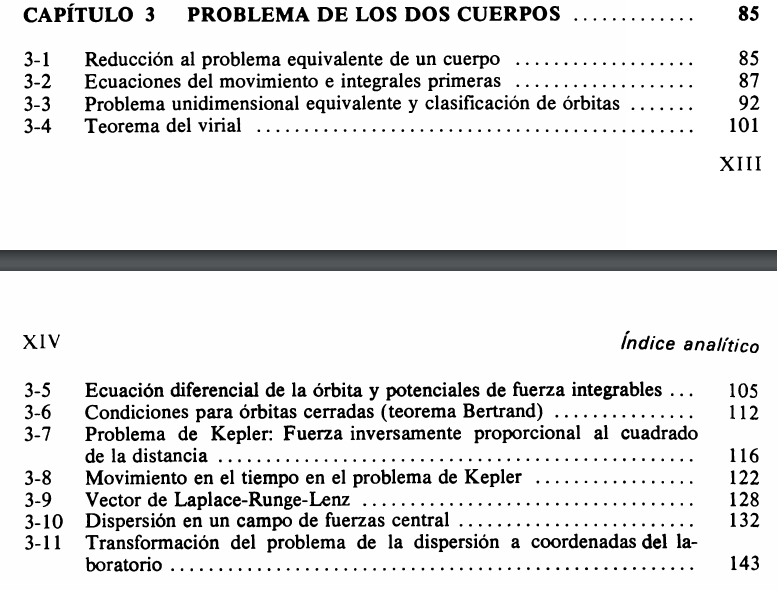 CAPÍTULO 3 PROBLEMA DE LOS DOS CUERPOS ............. 85
3-1 Reducción al problema equivalente de un cuerpo ................... 85
3-2 Ecuaciones del movimiento e integrales primeras ................... 87
3-3 Problema unidimensional equivalente y clasificación de órbitas ....... 92
3-4 Teorema del virial .............................................. 101
XIII
XIV Índice analítico
3-5 Ecuación diferencial de la órbita y potenciales de fuerza integrables ... 105
3-6 Condiciones para órbitas cerradas (teorema Bertrand) ............... 112
3-7 Problema de Kepler: Fuerza inversamente proporcional al cuadrado
de la distancia .................................................. 116
3-8 Movimiento en el tiempo en el problema de Kepler ................. 122
3-9 Vector de Laplace-Runge-Lenz ................................... 128
3-10 Dispersión en un campo de fuerzas central ......................... 132
3-11 Transformación del problema de la dispersión a coordenadas del la-
boratorio ....................................................... 143